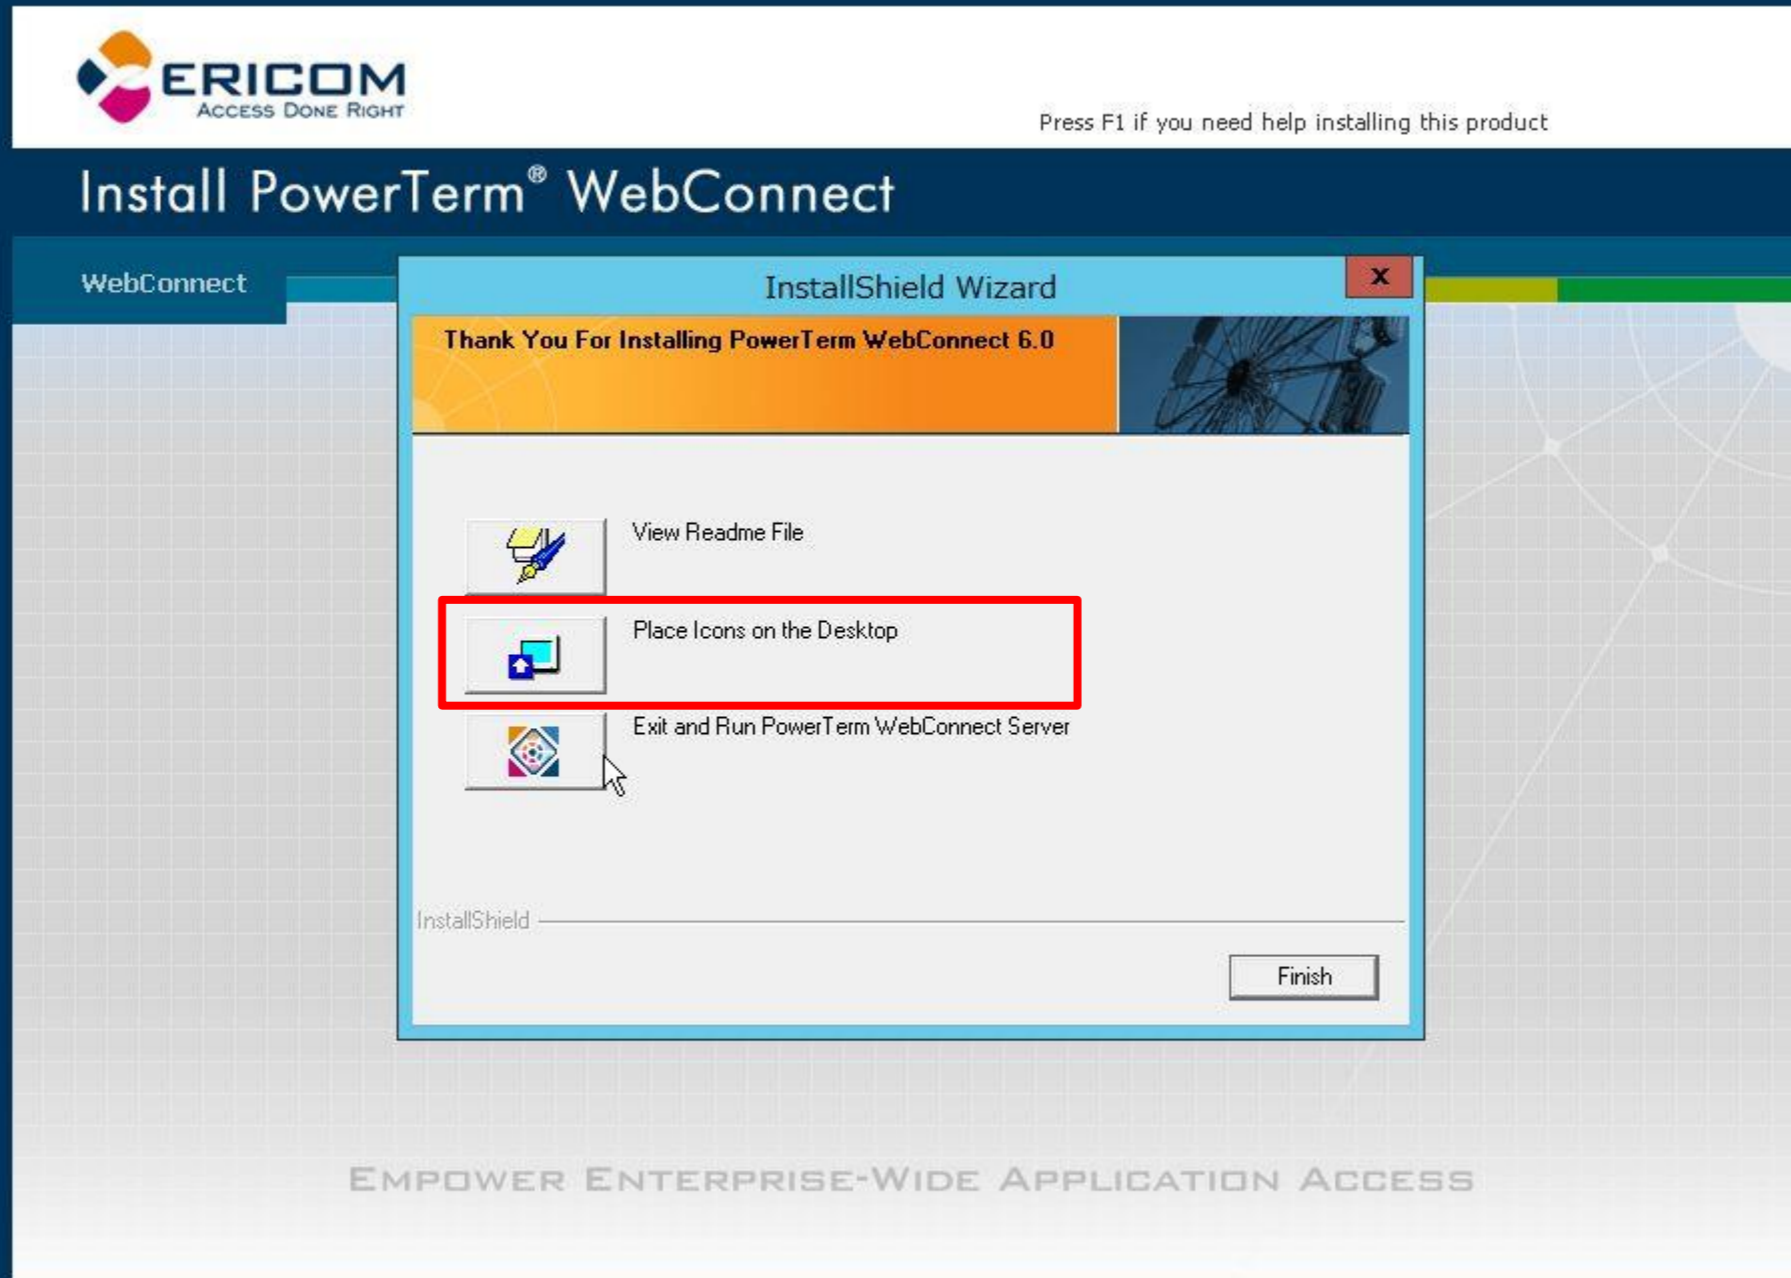 ERICOM
ACCESS DONE RIGHT
Press F1 if you need help installing this product
Install PowerTerm® WebConnect
WebConnect
InstallShield Wizard
X
Thank You For Installing PowerTerm WebConnect 6.0
View Readme File
Place Icons on the Desktop
Exit and Run PowerTerm WebConnect Server
InstallShield
Finish
EMPOWER ENTERPRISE-WIDE APPLICATION ACCESS